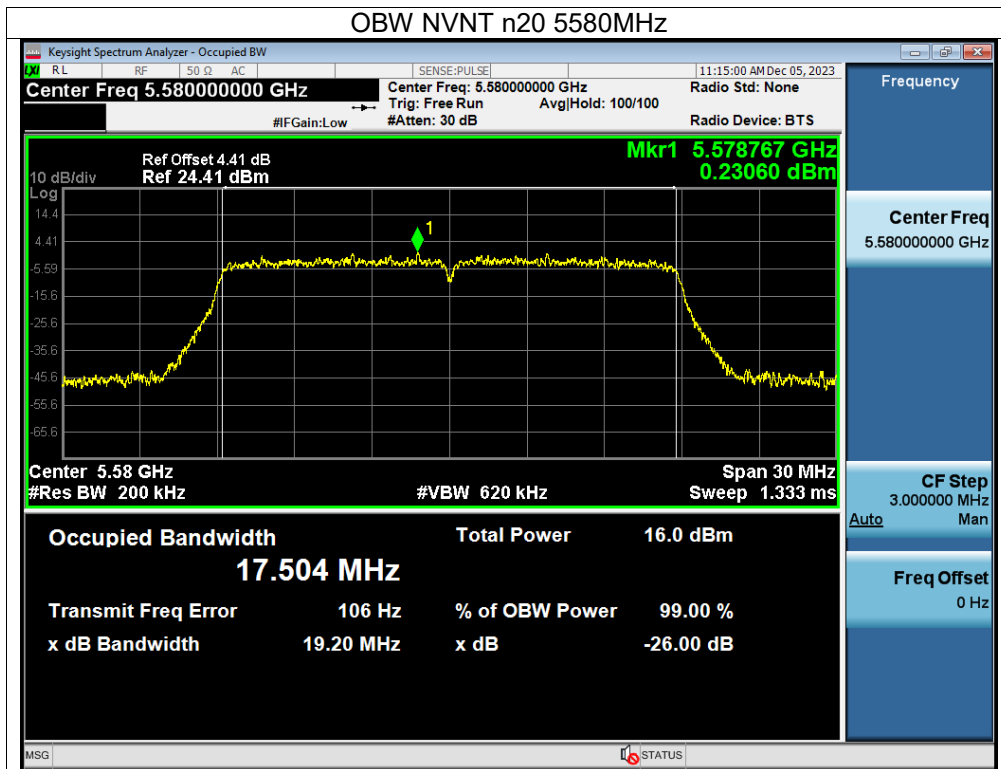 OBW NVNT n20 5580MHz
Keysight Spectrum Analyzer - Occupied BW
LXI RL RF 50 Ω AC SENSE:PULSE 11:15:00 AM Dec 05, 2023
Center Freq 5.580000000 GHz Center Freq: 5.580000000 GHz Radio Std: None Frequency
Trig: Free Run Avg|Hold: 100/100
#IFGain:Low #Atten: 30 dB Radio Device: BTS
Mkr1 5.578767 GHz
0.23060 dBm
Ref Offset 4.41 dB
10 dB/div Ref 24.41 dBm
Log
14.4
4.41
-5.59
-15.6
-25.6
-35.6
-45.6
-55.6
-65.6
1
Center Freq
5.580000000 GHz
Center 5.58 GHz Span 30 MHz
#Res BW 200 kHz #VBW 620 kHz Sweep 1.333 ms
CF Step
3.000000 MHz
Auto Man
Occupied Bandwidth Total Power 16.0 dBm
17.504 MHz
Transmit Freq Error 106 Hz % of OBW Power 99.00 %
x dB Bandwidth 19.20 MHz x dB -26.00 dB
Freq Offset
0 Hz
MSG STATUS